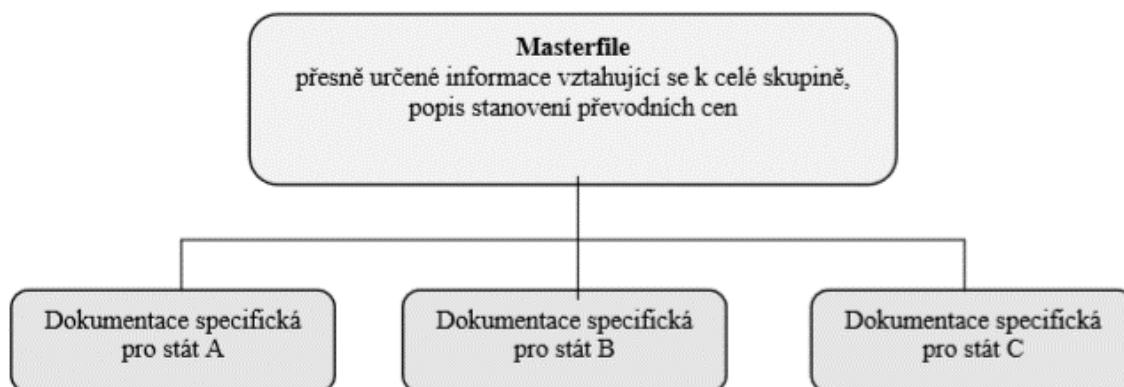 Masterfile
přesně určené informace vztahující se k celé skupině,
popis stanovení převodních cen
Dokumentace specifická
pro stát A
Dokumentace specifická
pro stát B
Dokumentace specifická
pro stát C